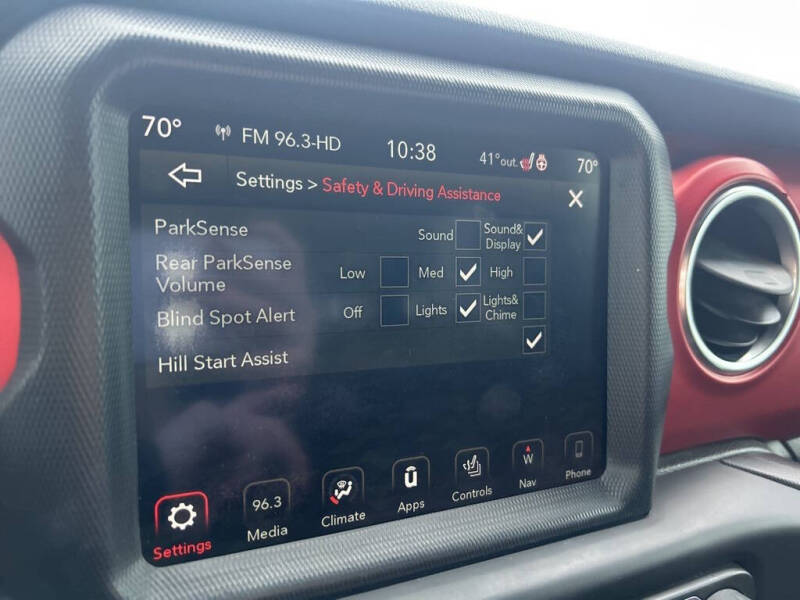 70° FM 96.3-HD 10:38 41°out. 70°
Settings > Safety & Driving Assistance X
ParkSense Sound Sound& Display
Rear ParkSense Volume Low Med High
Blind Spot Alert Off Lights Lights& Chime
Hill Start Assist
96.3 ū W
Settings Media Climate Apps Controls Nav Phone